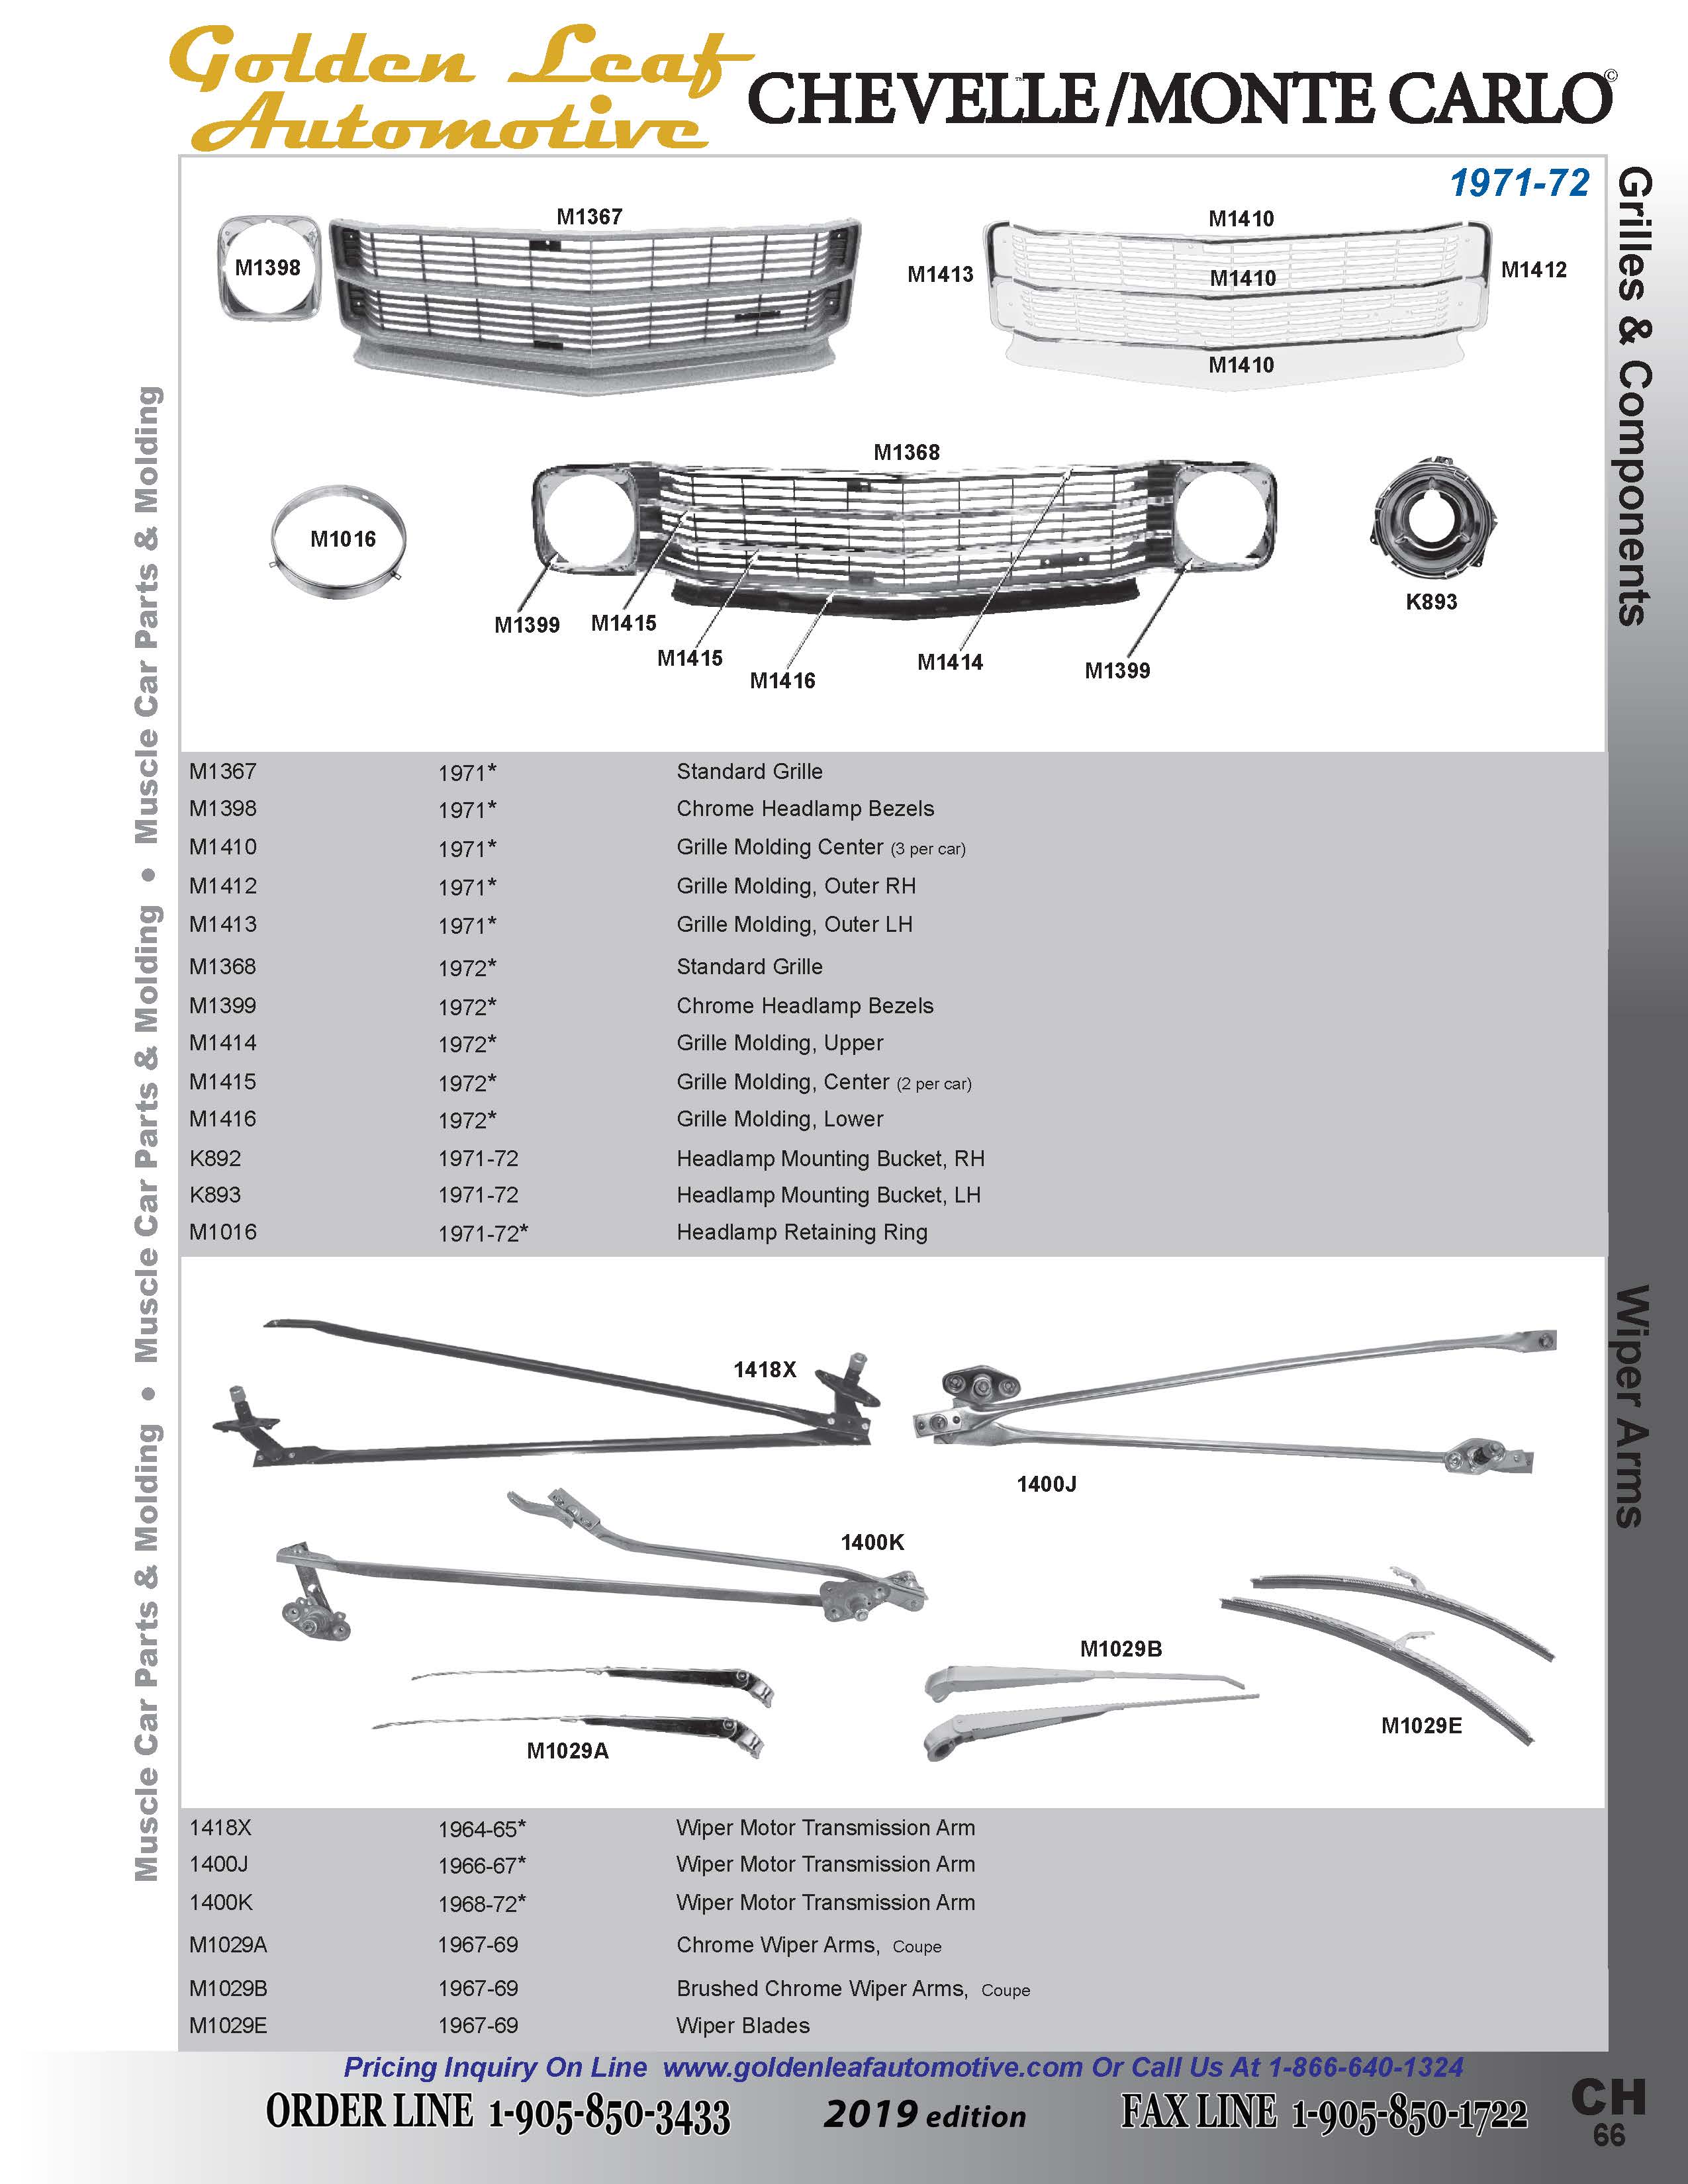 Golden Leaf
Automotive
CHEVELLE™/MONTE CARLO©
1971-72
M1367
M1398
M1410
M1413
M1410
M1412
M1410
M1368
M1016
K893
M1399
M1415
M1415
M1416
M1414
M1399
Grilles & Components
Muscle Car Parts & Molding • Muscle Car Parts & Molding • Muscle Car Parts & Molding
M1367 1971* Standard Grille
M1398 1971* Chrome Headlamp Bezels
M1410 1971* Grille Molding Center (3 per car)
M1412 1971* Grille Molding, Outer RH
M1413 1971* Grille Molding, Outer LH
M1368 1972* Standard Grille
M1399 1972* Chrome Headlamp Bezels
M1414 1972* Grille Molding, Upper
M1415 1972* Grille Molding, Center (2 per car)
M1416 1972* Grille Molding, Lower
K892 1971-72 Headlamp Mounting Bucket, RH
K893 1971-72 Headlamp Mounting Bucket, LH
M1016 1971-72* Headlamp Retaining Ring
Wiper Arms
1418X
1400J
1400K
M1029B
M1029E
M1029A
1418X 1964-65* Wiper Motor Transmission Arm
1400J 1966-67* Wiper Motor Transmission Arm
1400K 1968-72* Wiper Motor Transmission Arm
M1029A 1967-69 Chrome Wiper Arms, Coupe
M1029B 1967-69 Brushed Chrome Wiper Arms, Coupe
M1029E 1967-69 Wiper Blades
Pricing Inquiry On Line www.goldenleafautomotive.com Or Call Us At 1-866-640-1324
ORDER LINE 1-905-850-3433 2019 edition FAX LINE 1-905-850-1722
CH
66